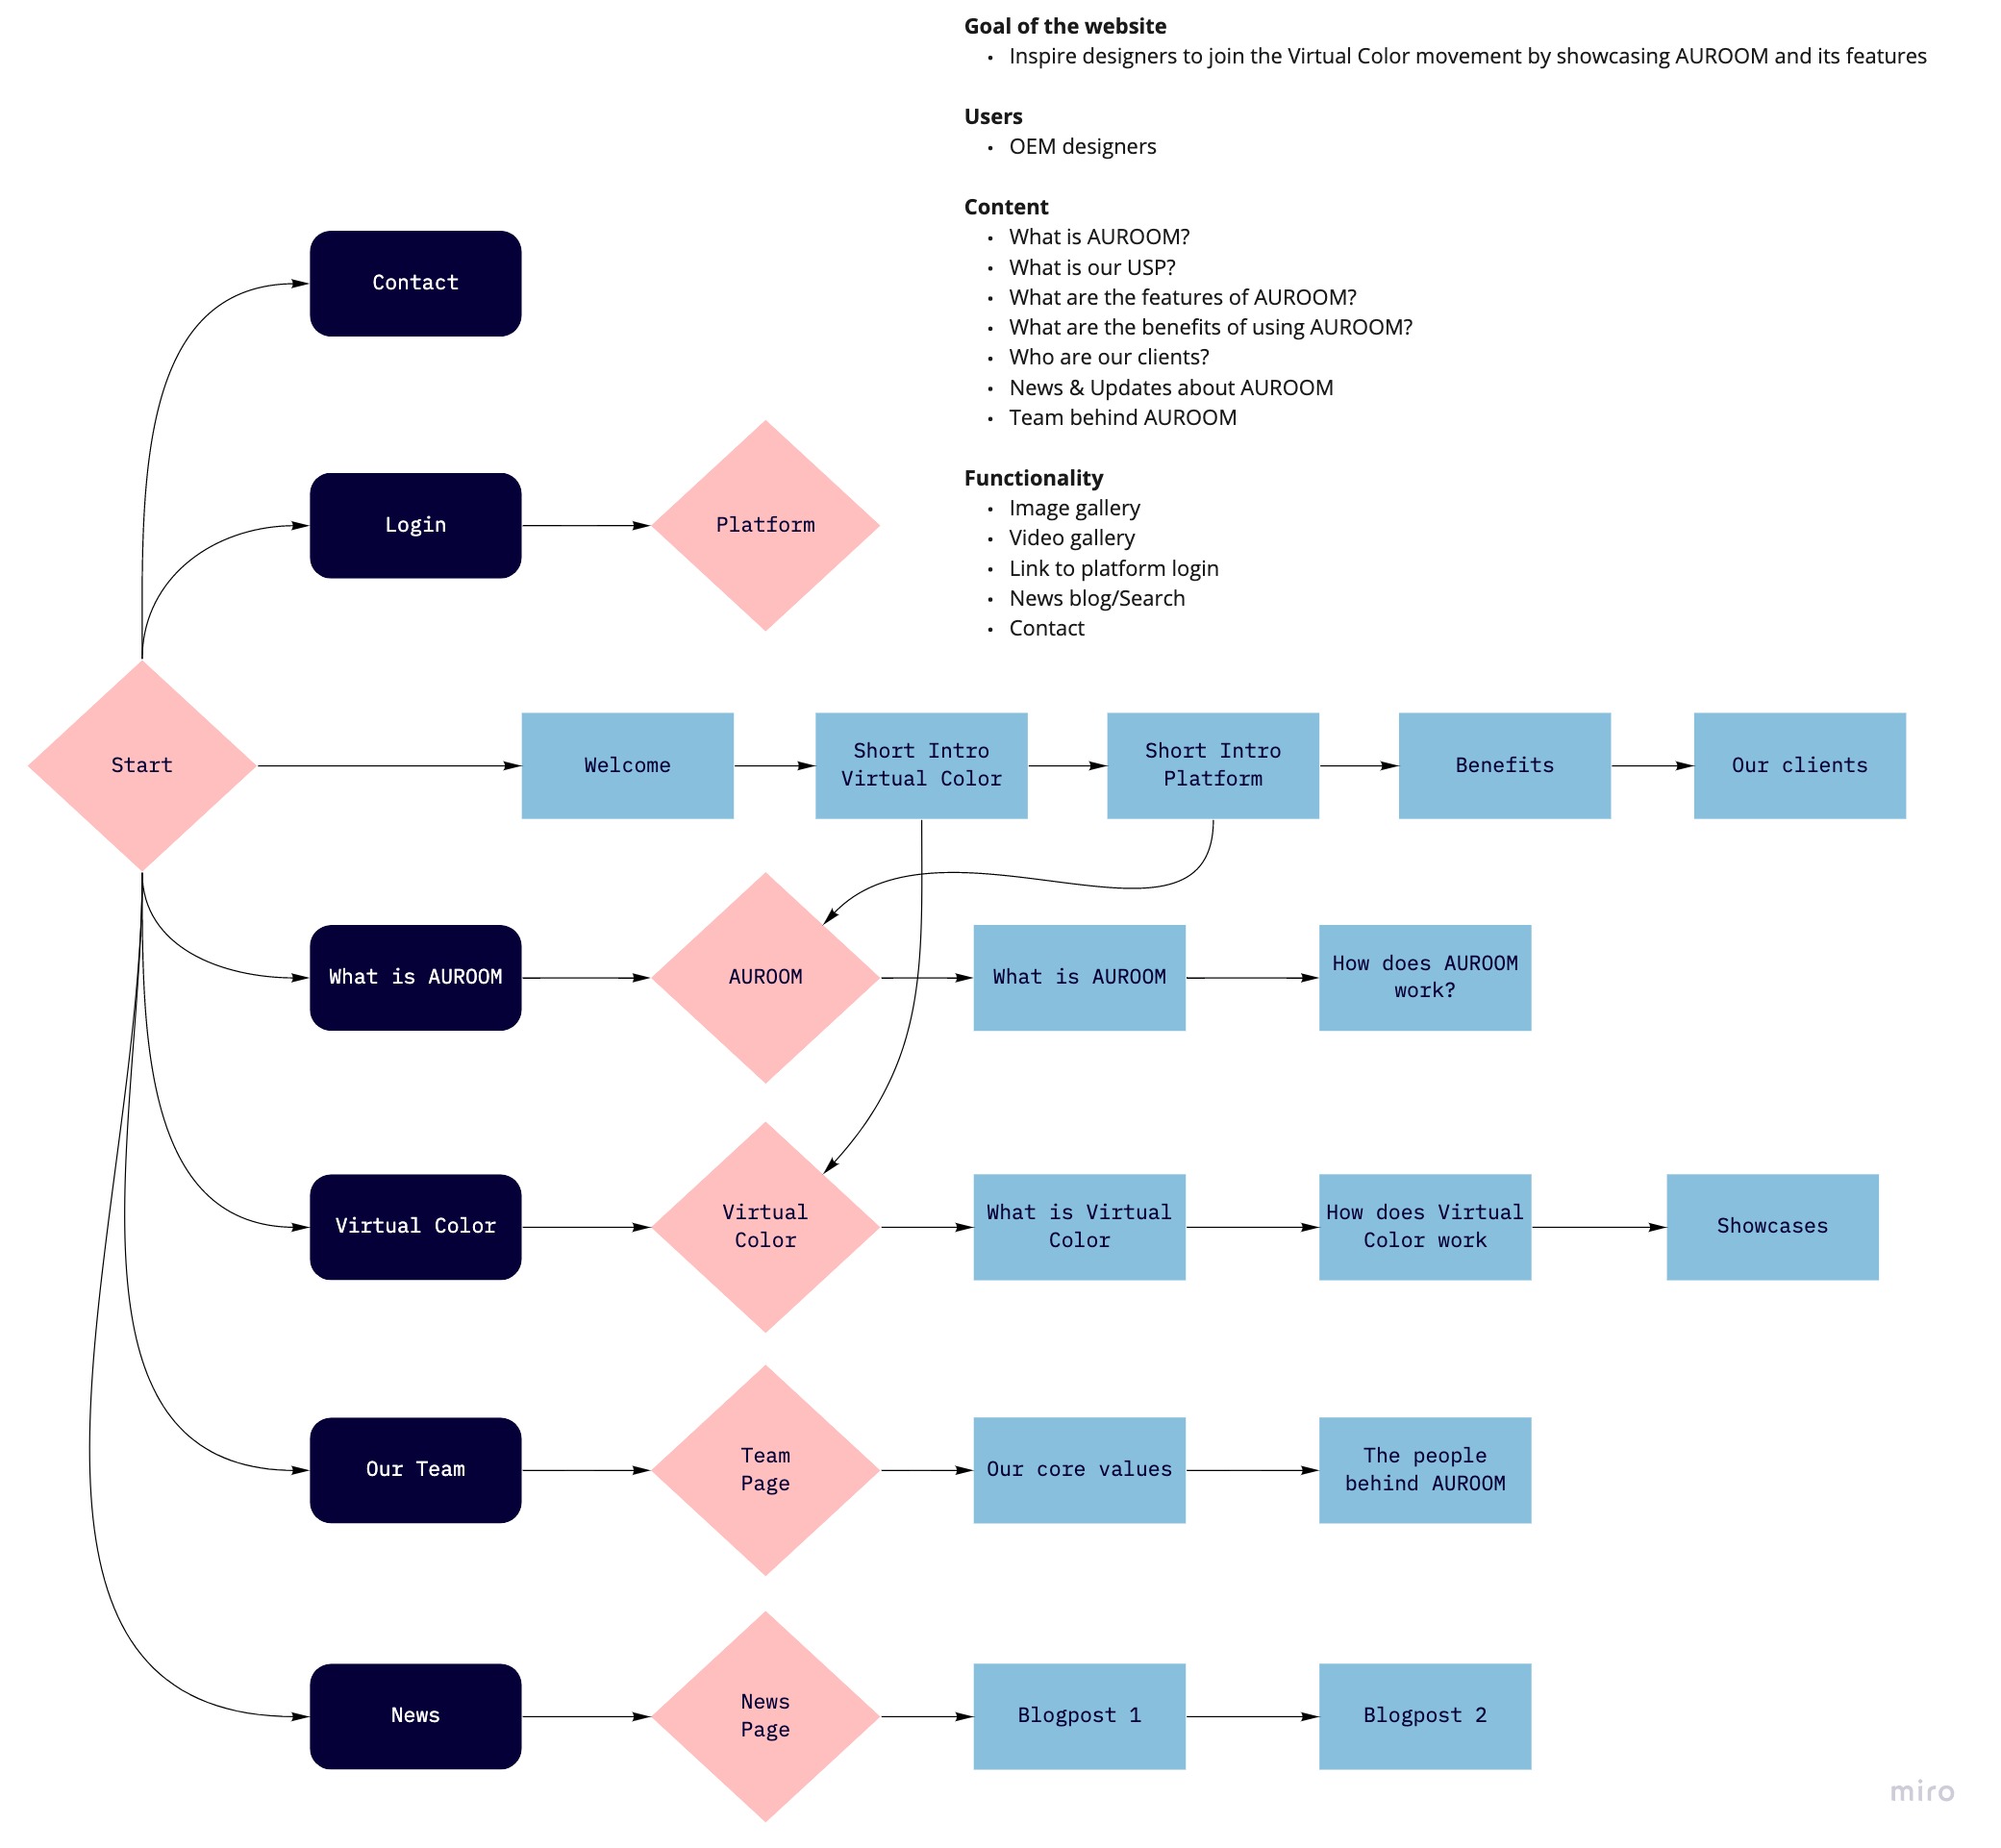 Goal of the website
• Inspire designers to join the Virtual Color movement by showcasing AUROOM and its features
Users
• OEM designers
Content
• What is AUROOM?
• What is our USP?
• What are the features of AUROOM?
• What are the benefits of using AUROOM?
• Who are our clients?
• News & Updates about AUROOM
• Team behind AUROOM
Functionality
• Image gallery
• Video gallery
• Link to platform login
• News blog/Search
• Contact
Contact
Login
Platform
Start
Welcome
Short Intro
Virtual Color
Short Intro
Platform
Benefits
Our clients
What is AUROOM
AUROOM
What is AUROOM
How does AUROOM
work?
Virtual Color
Virtual
Color
What is Virtual
Color
How does Virtual
Color work
Showcases
Our Team
Team
Page
Our core values
The people
behind AUROOM
News
News
Page
Blogpost 1
Blogpost 2
miro